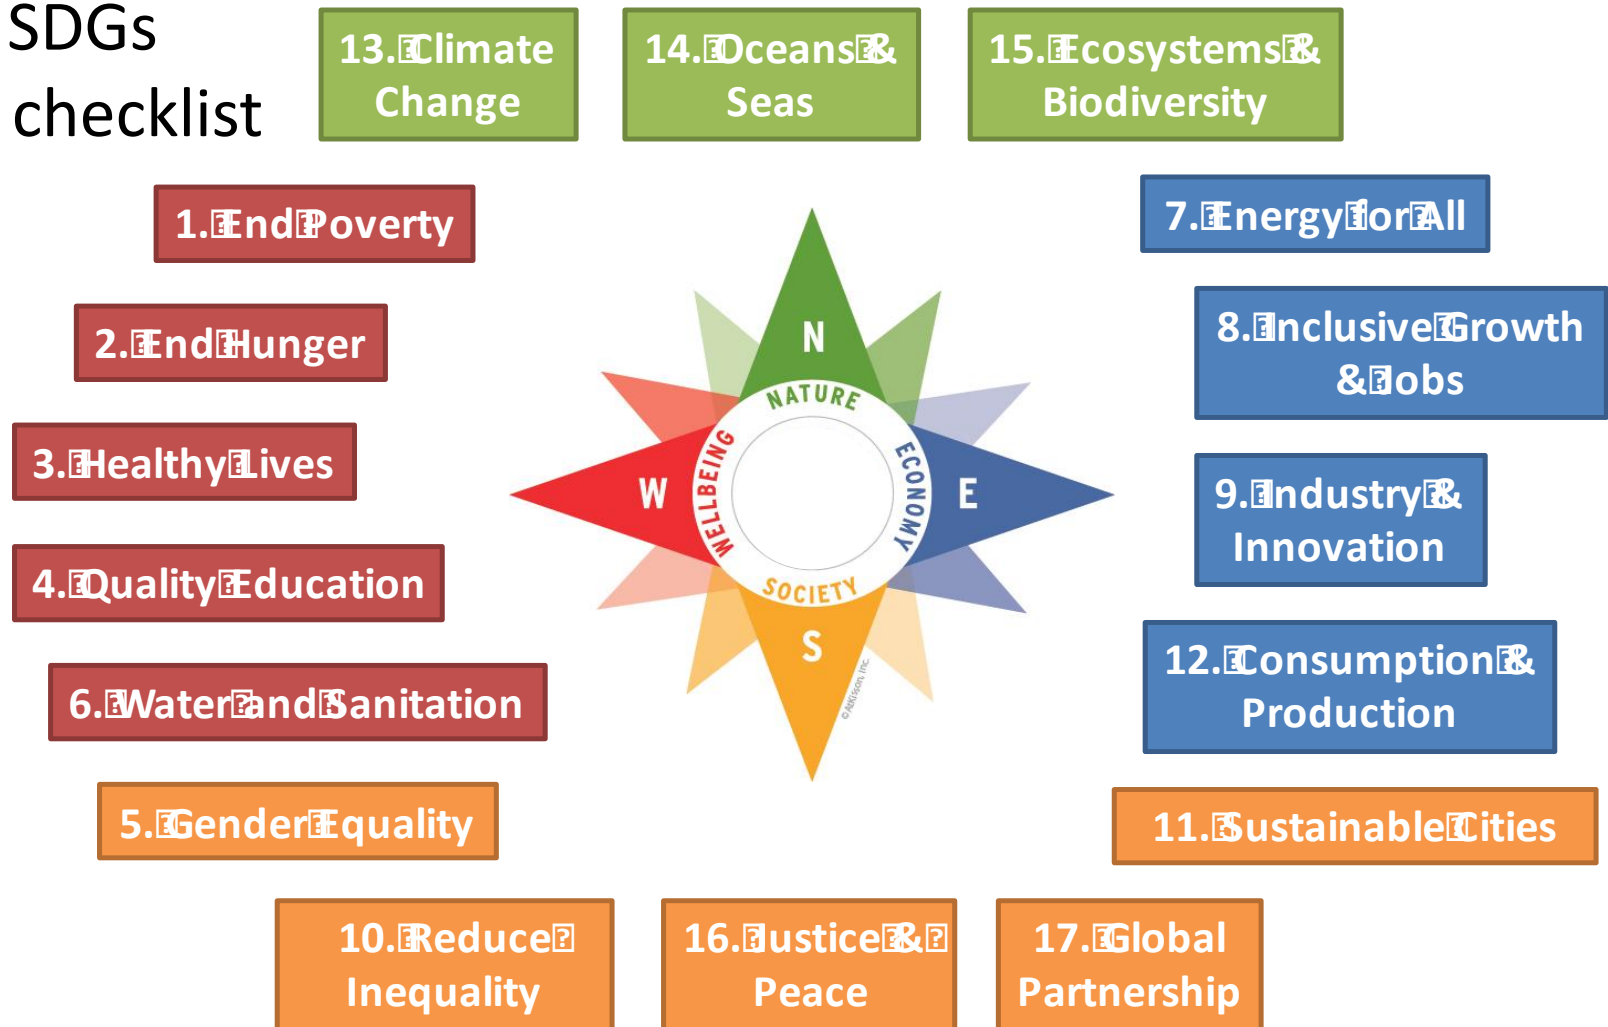 SDGs
checklist
13. Climate
Change
14. Oceans &
Seas
15. Ecosystems &
Biodiversity
1. End Poverty
7. Energy for All
2. End Hunger
8. Inclusive Growth
& Jobs
3. Healthy Lives
9. Industry &
Innovation
4. Quality Education
12. Consumption &
Production
6. Water and Sanitation
5. Gender Equality
11. Sustainable Cities
10. Reduce
Inequality
16. Justice &
Peace
17. Global
Partnership
N
NATURE
W
WELLBEING
ECONOMY
E
SOCIETY
S
© AtKisson, Inc.